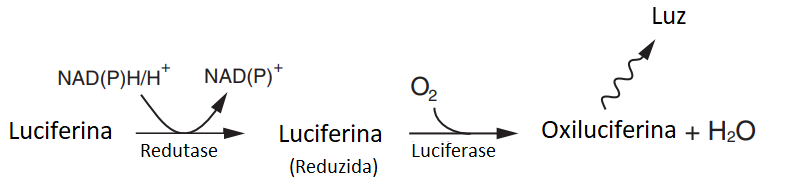 Luz
NAD(P)H/H⁺ NAD(P)⁺
O₂
Luciferina Luciferina Oxiluciferina + H₂O
Redutase (Reduzida) Luciferase